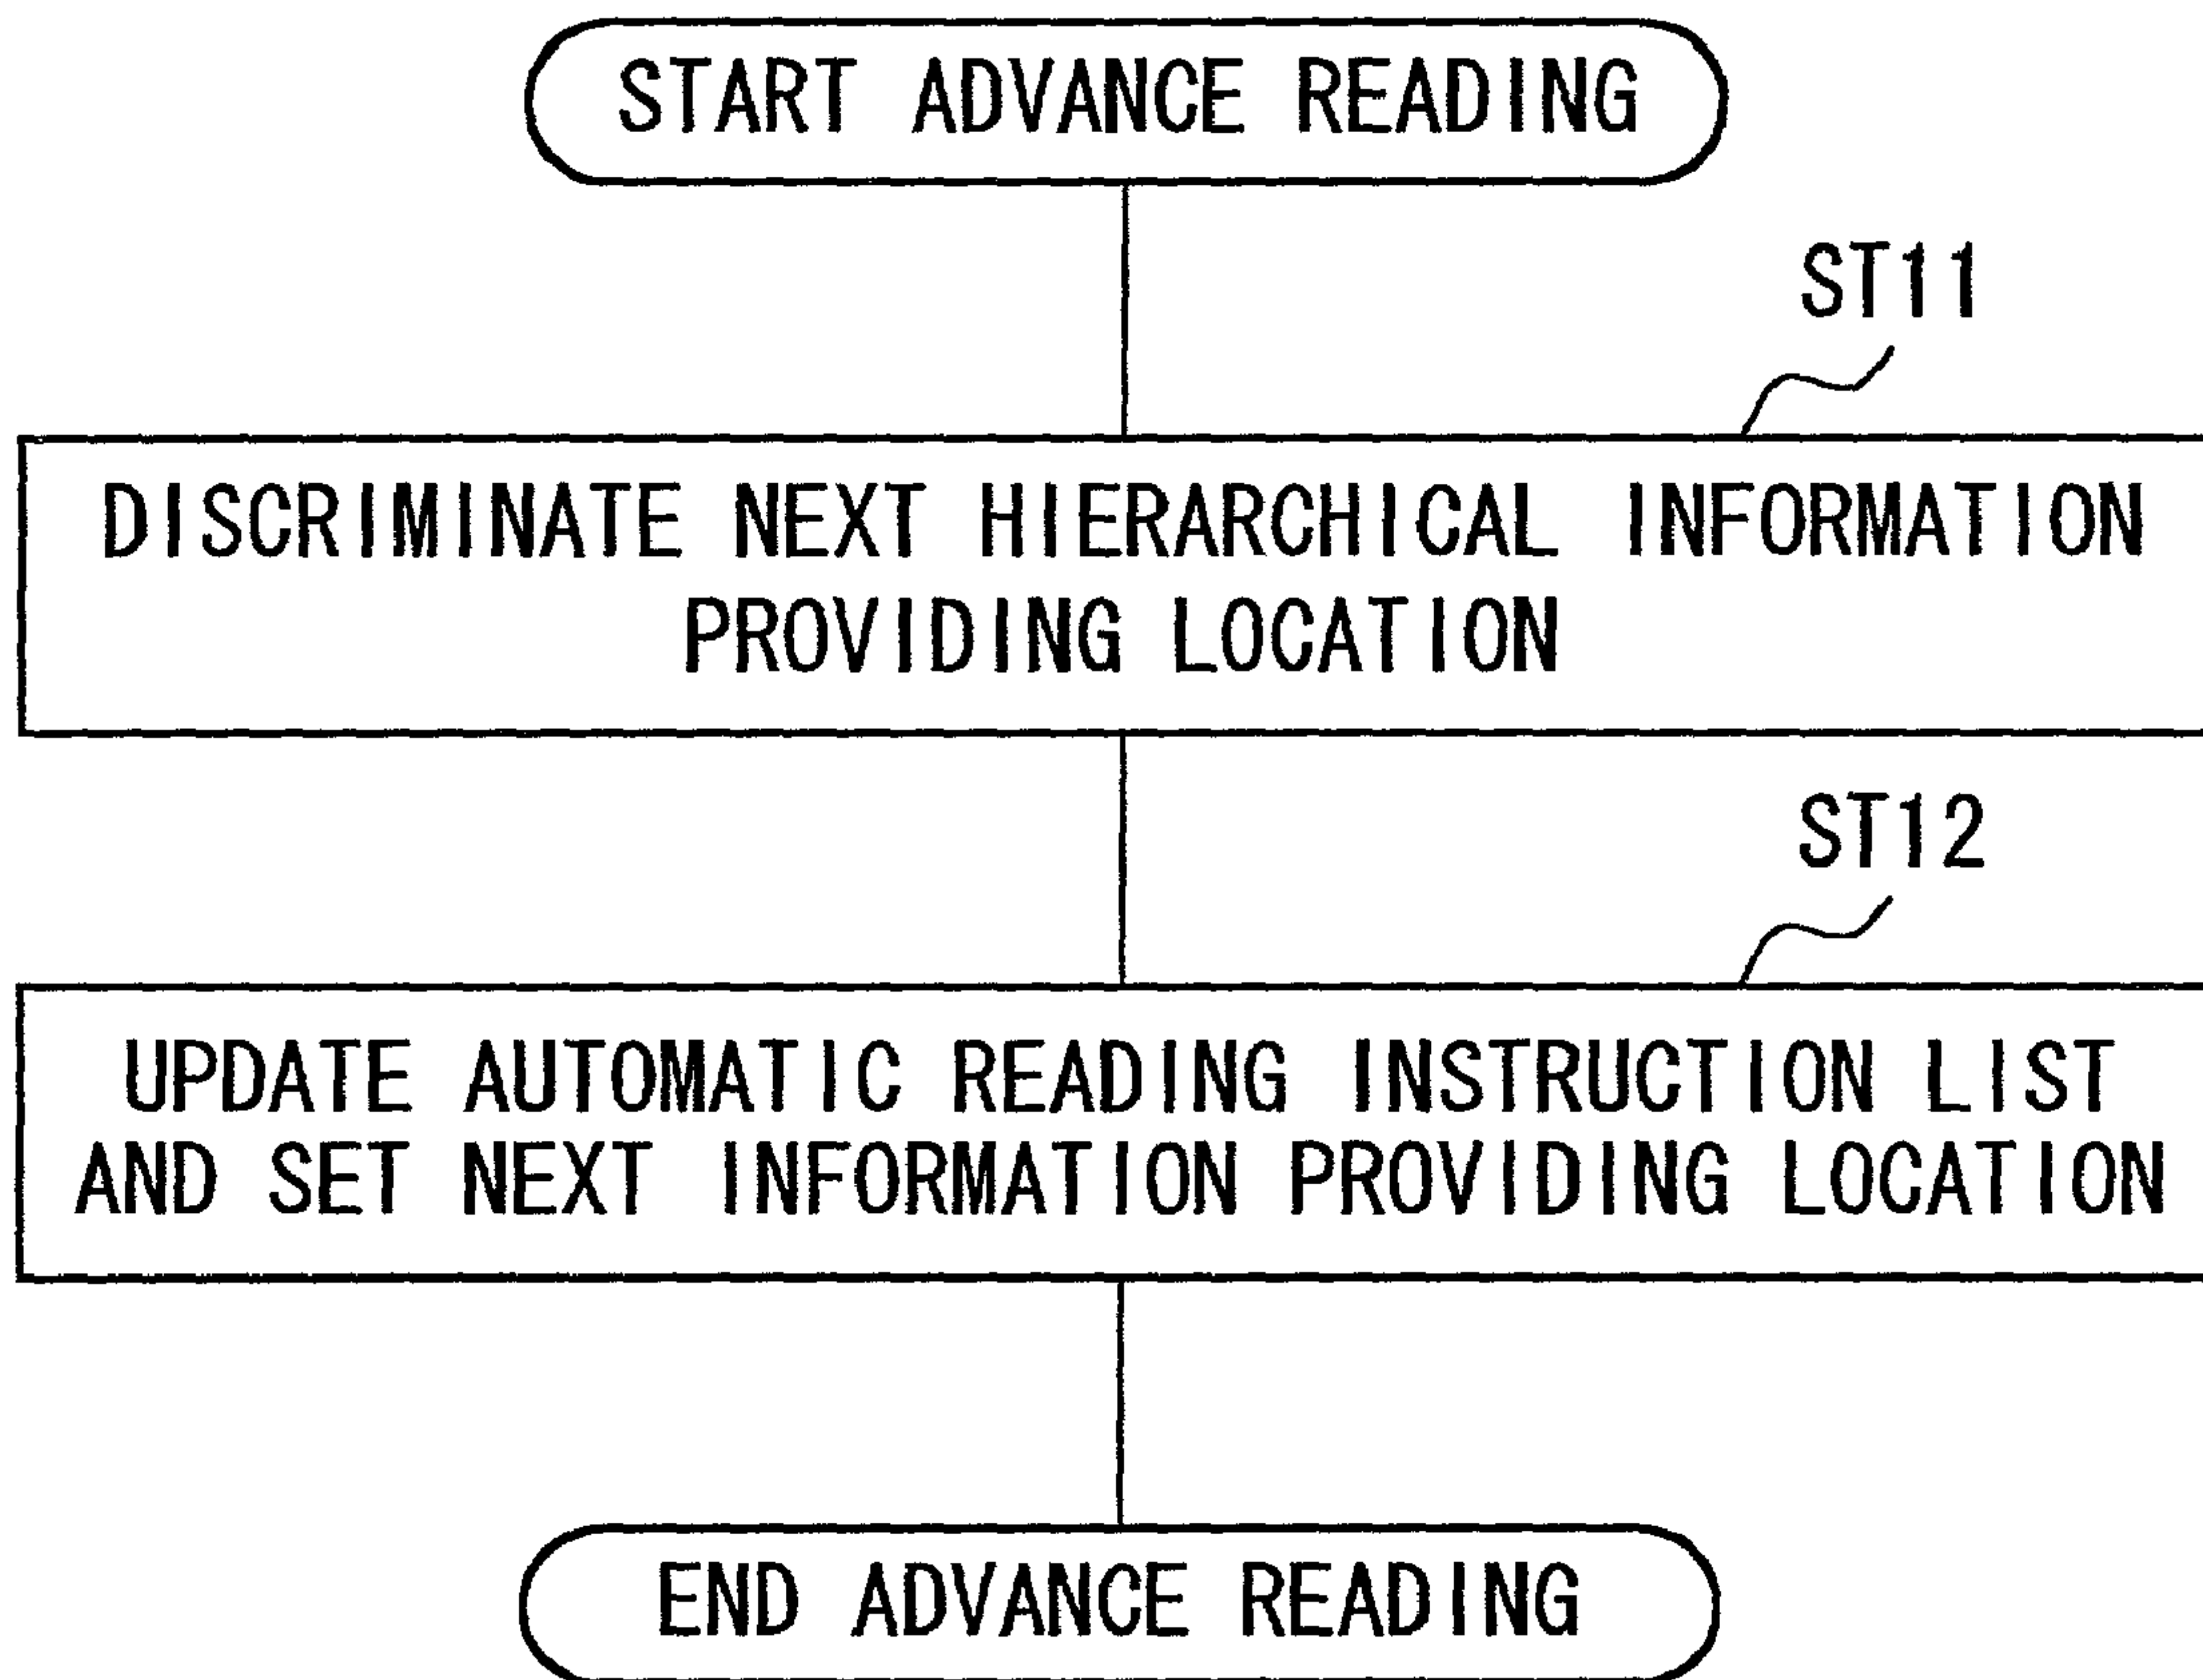 START ADVANCE READING
ST11
DISCRIMINATE NEXT HIERARCHICAL INFORMATION
PROVIDING LOCATION
ST12
UPDATE AUTOMATIC READING INSTRUCTION LIST
AND SET NEXT INFORMATION PROVIDING LOCATION
END ADVANCE READING